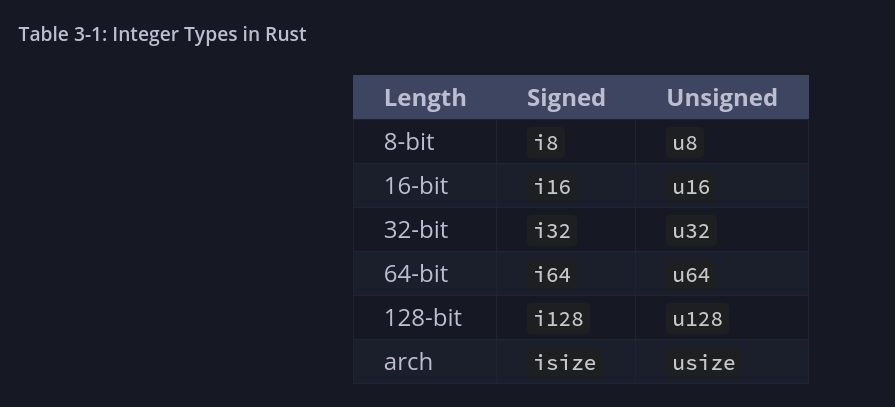 Table 3-1: Integer Types in Rust
Length Signed Unsigned
8-bit i8 u8
16-bit i16 u16
32-bit i32 u32
64-bit i64 u64
128-bit i128 u128
arch isize usize